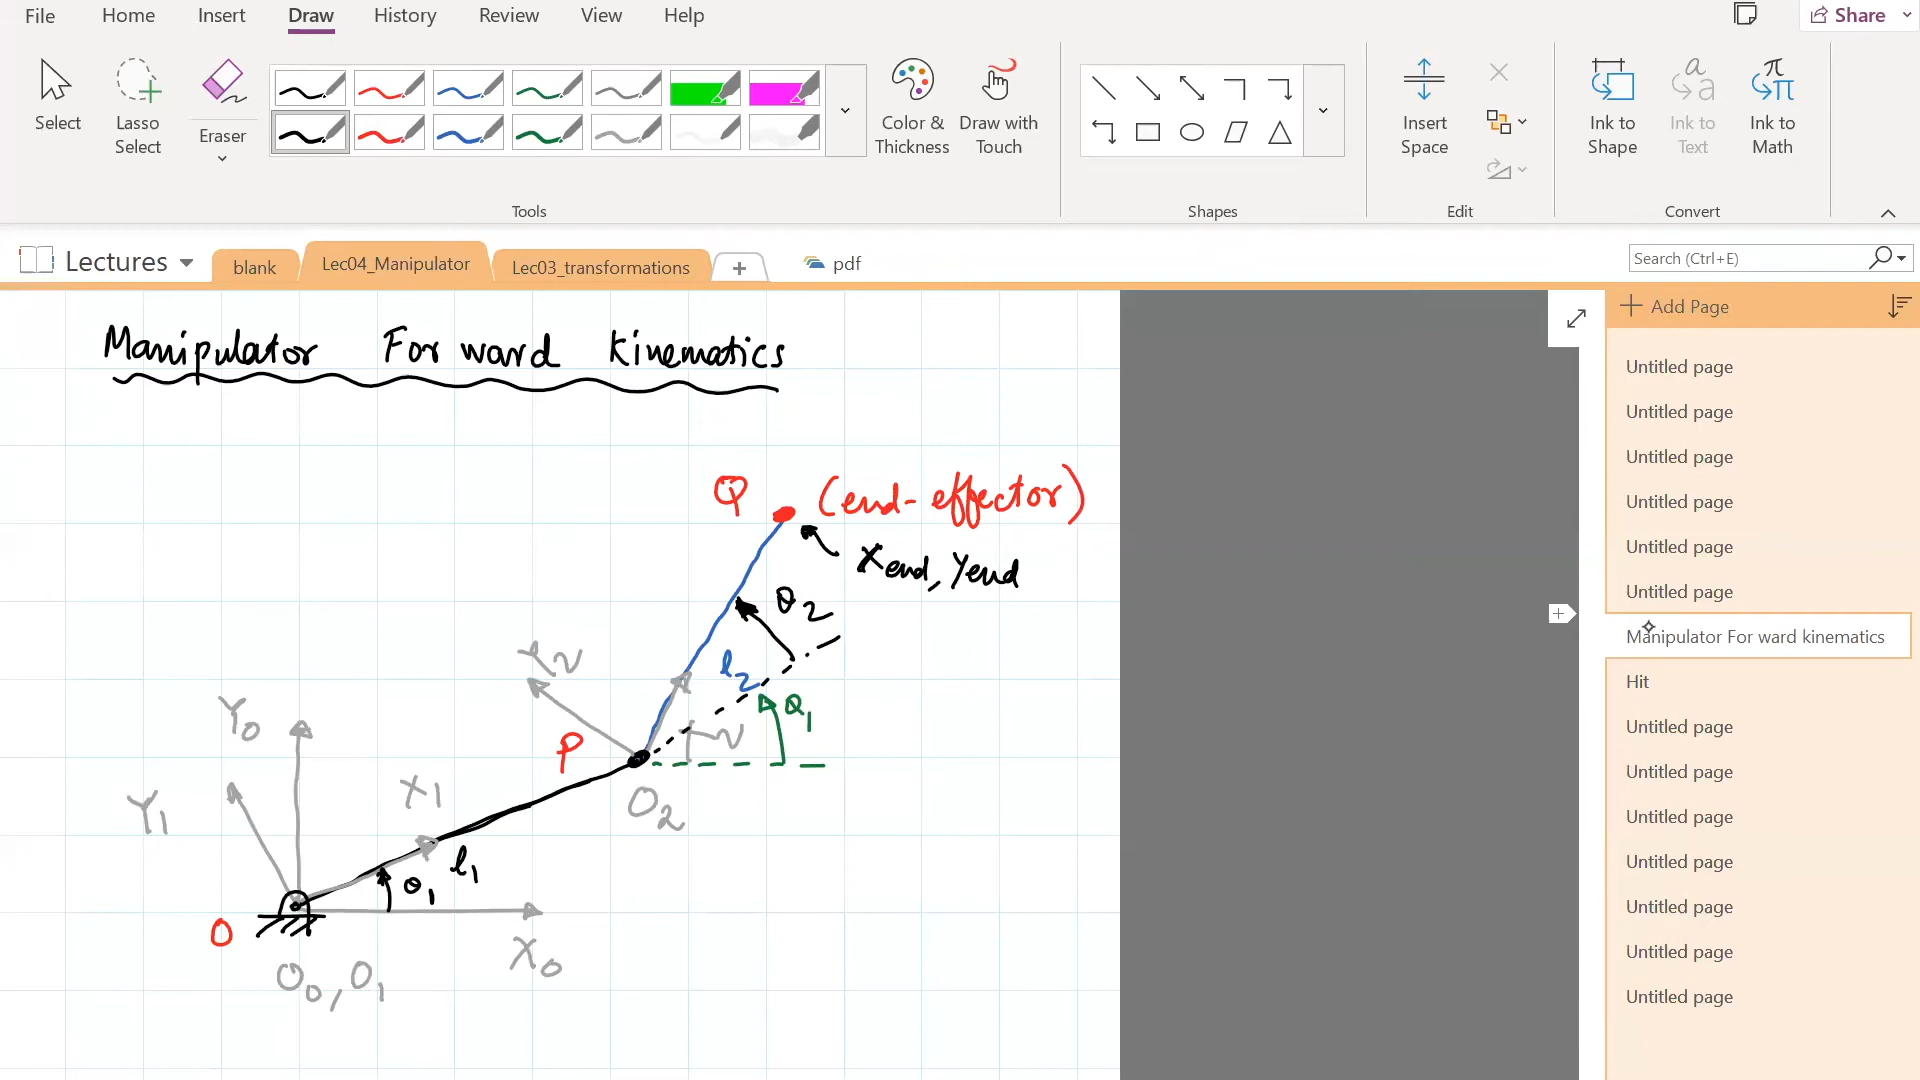 File Home Insert Draw History Review View Help Share
Select
Lasso Select
Eraser
Color & Thickness
Draw with Touch
Insert Space
Ink to Shape
Ink to Text
Ink to Math
Tools Shapes Edit Convert
Lectures blank Lec04_Manipulator Lec03_transformations + pdf Search (Ctrl+E)
Add Page
Untitled page
Untitled page
Untitled page
Untitled page
Untitled page
Untitled page
Manipulator For ward kinematics
Hit
Untitled page
Untitled page
Untitled page
Untitled page
Untitled page
Untitled page
Untitled page
Manipulator For ward Kinematics
Q (end-effector)
Xend, Yend
θ2
Y2
l2
θ1
Y0
P
X2
X1
Y1
O2
l1
θ1
O
X0
O0, O1